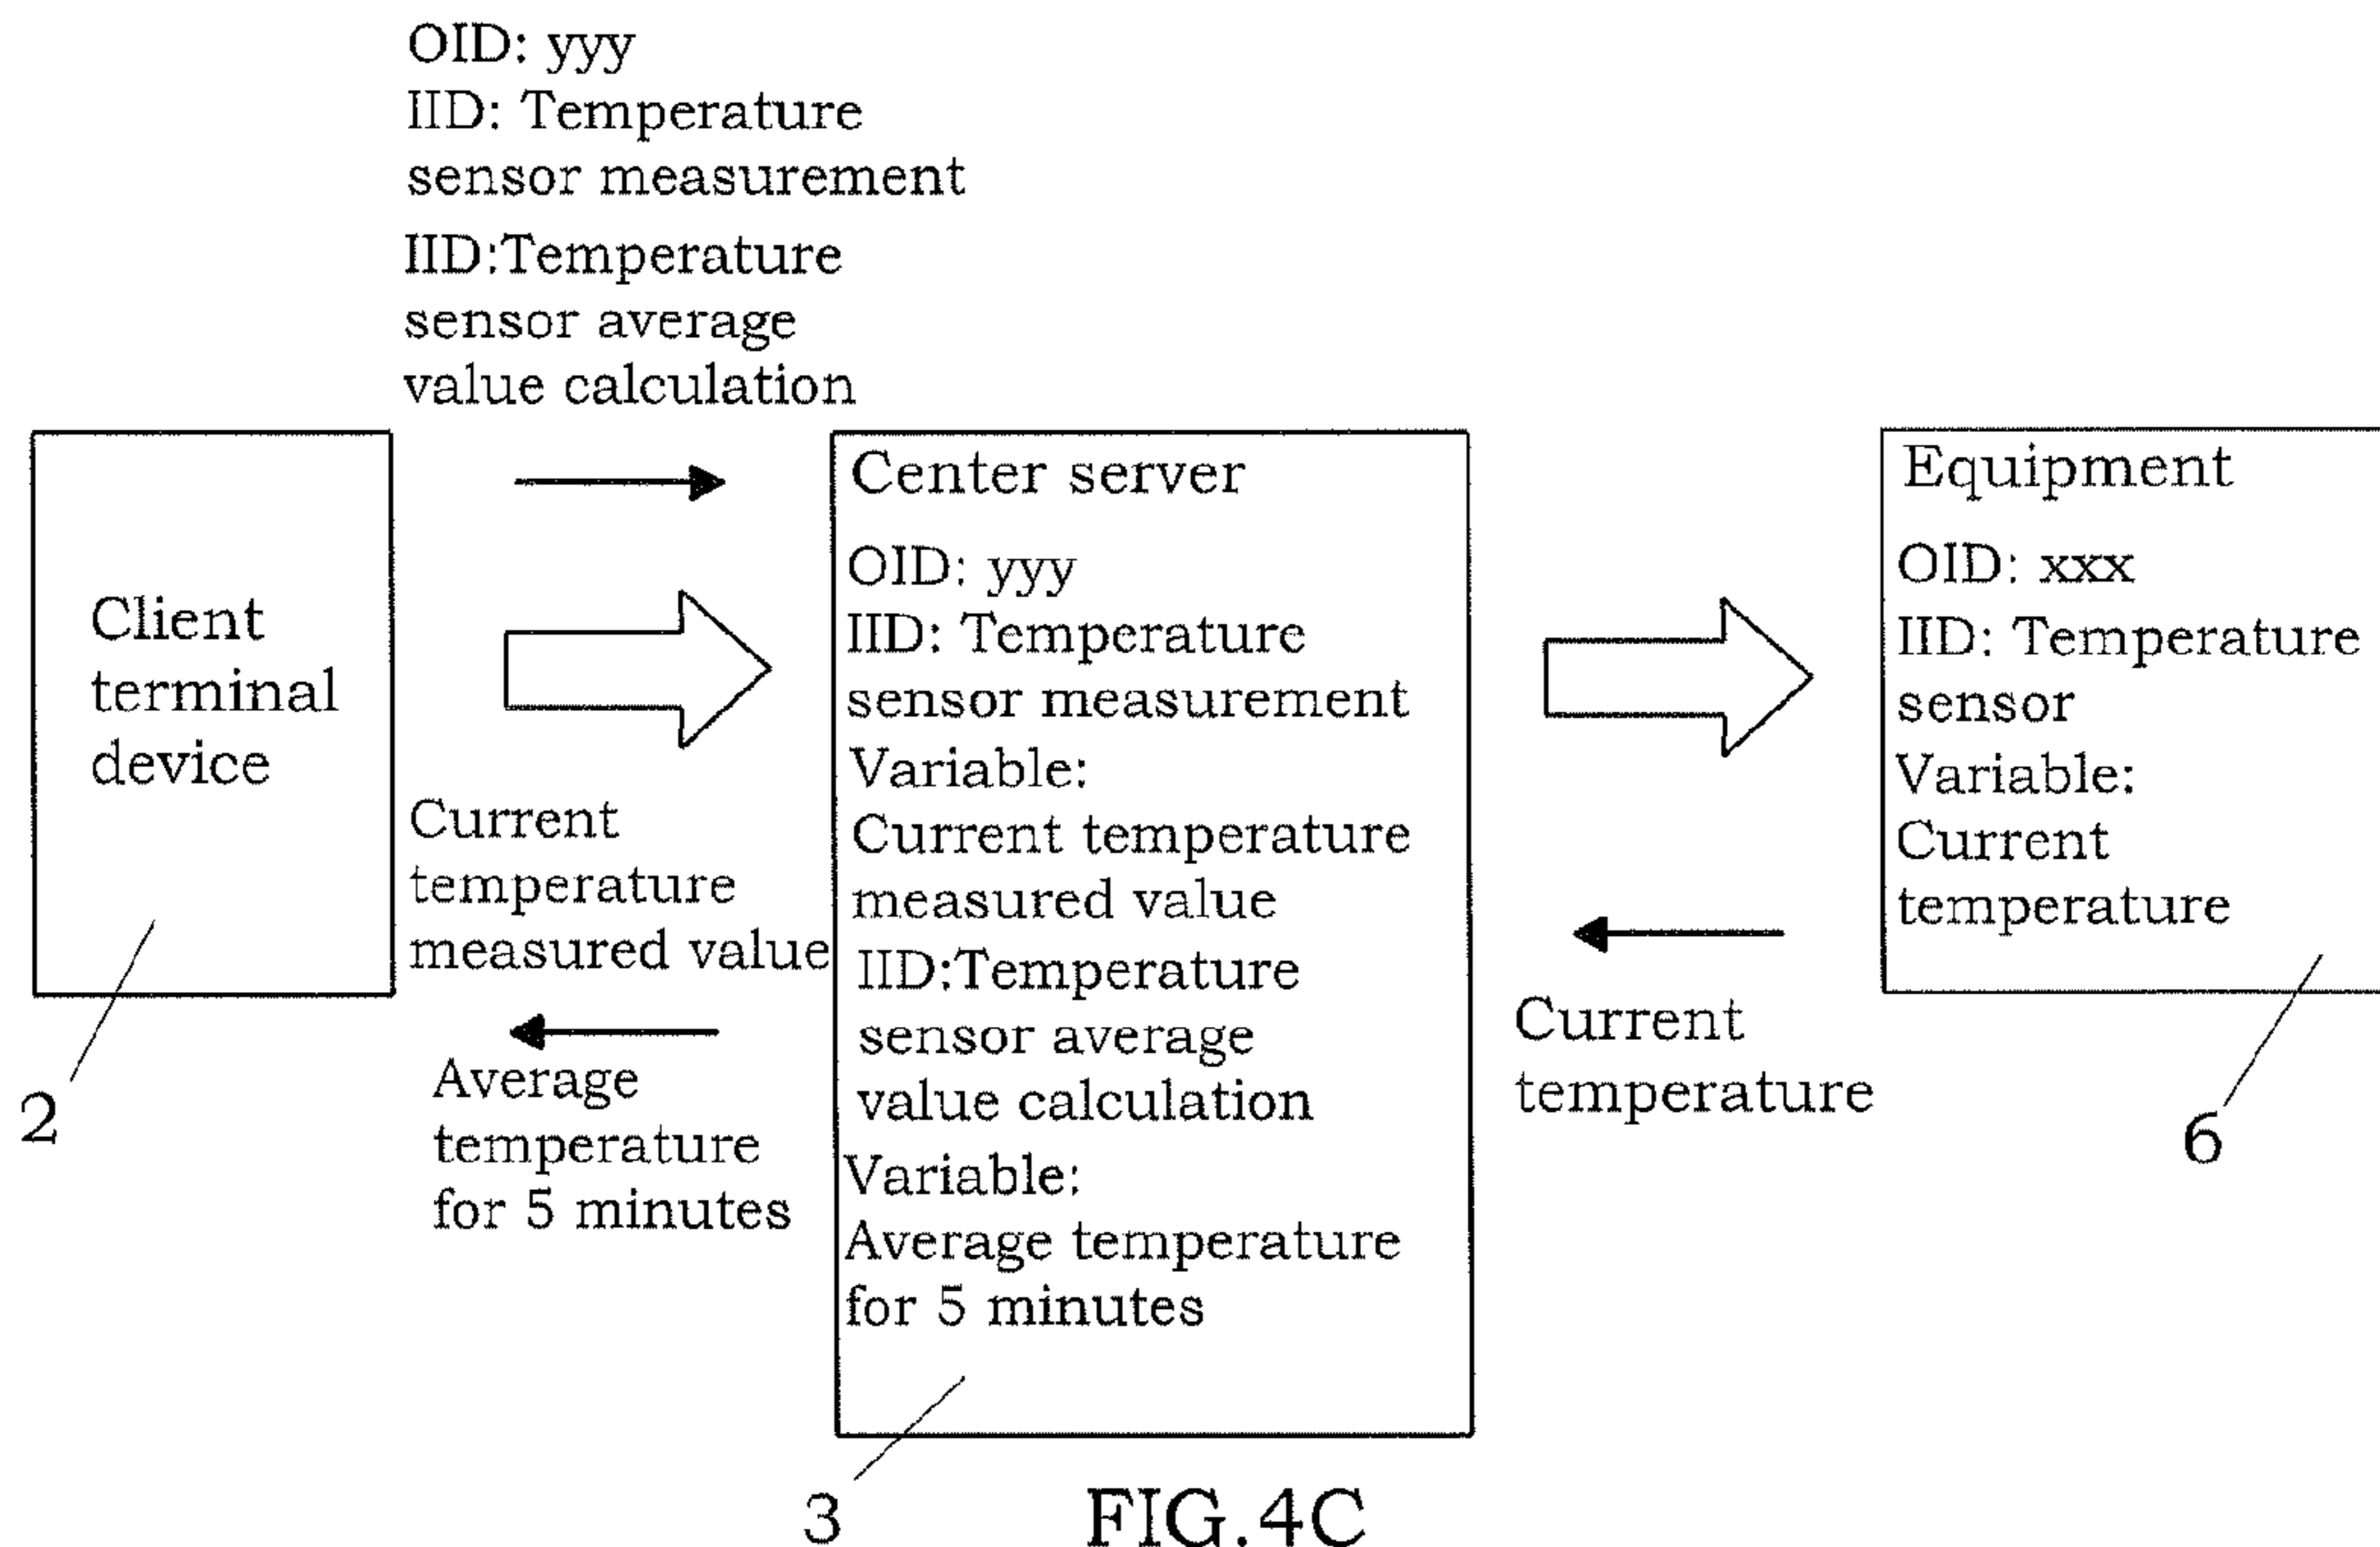 OID: yyy
IID: Temperature
sensor measurement
IID:Temperature
sensor average
value calculation
Client
terminal
device
2
Current
temperature
measured value
Average
temperature
for 5 minutes
Center server
OID: yyy
IID: Temperature
sensor measurement
Variable:
Current temperature
measured value
IID:Temperature
sensor average
value calculation
Variable:
Average temperature
for 5 minutes
3
Current
temperature
Equipment
OID: xxx
IID: Temperature
sensor
Variable:
Current
temperature
6
FIG.4C